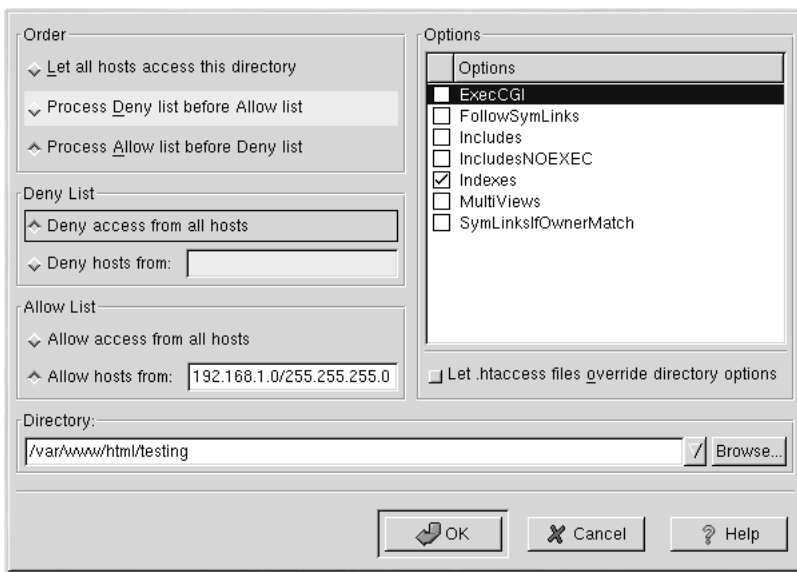 Order
Let all hosts access this directory
Process Deny list before Allow list
Process Allow list before Deny list
Deny List
Deny access from all hosts
Deny hosts from:
Allow List
Allow access from all hosts
Allow hosts from: 192.168.1.0/255.255.255.0
Options
Options
ExecCGI
FollowSymLinks
Includes
IncludesNOEXEC
Indexes
MultiViews
SymLinksIfOwnerMatch
Let .htaccess files override directory options
Directory:
/var/www/html/testing
Browse...
OK
Cancel
Help